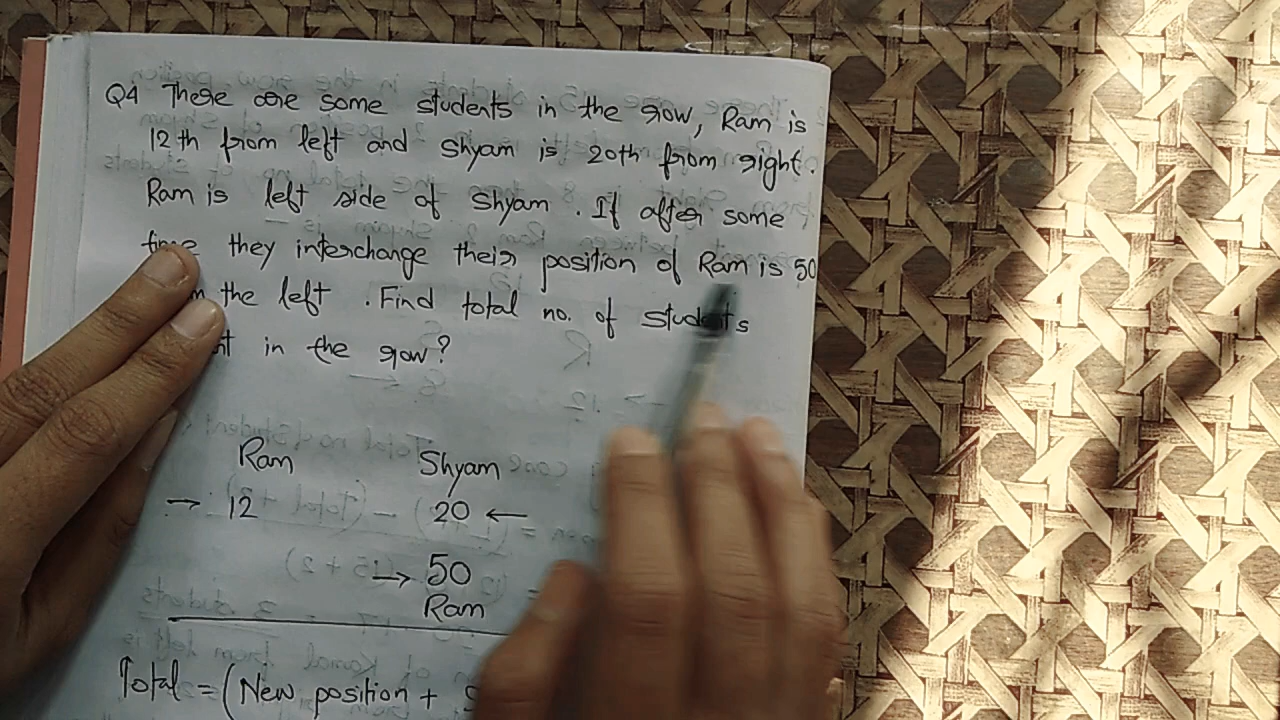 Q4 There are some students in the row, Ram is
12th from left and Shyam is 20th from right.
Ram is left side of Shyam. If after some
time they interchange their position of Ram is 50
the left. Find total no. of students
in the row?
Ram Shyam
→ 12 20 ←
→ 50
Ram
Total = (New position +